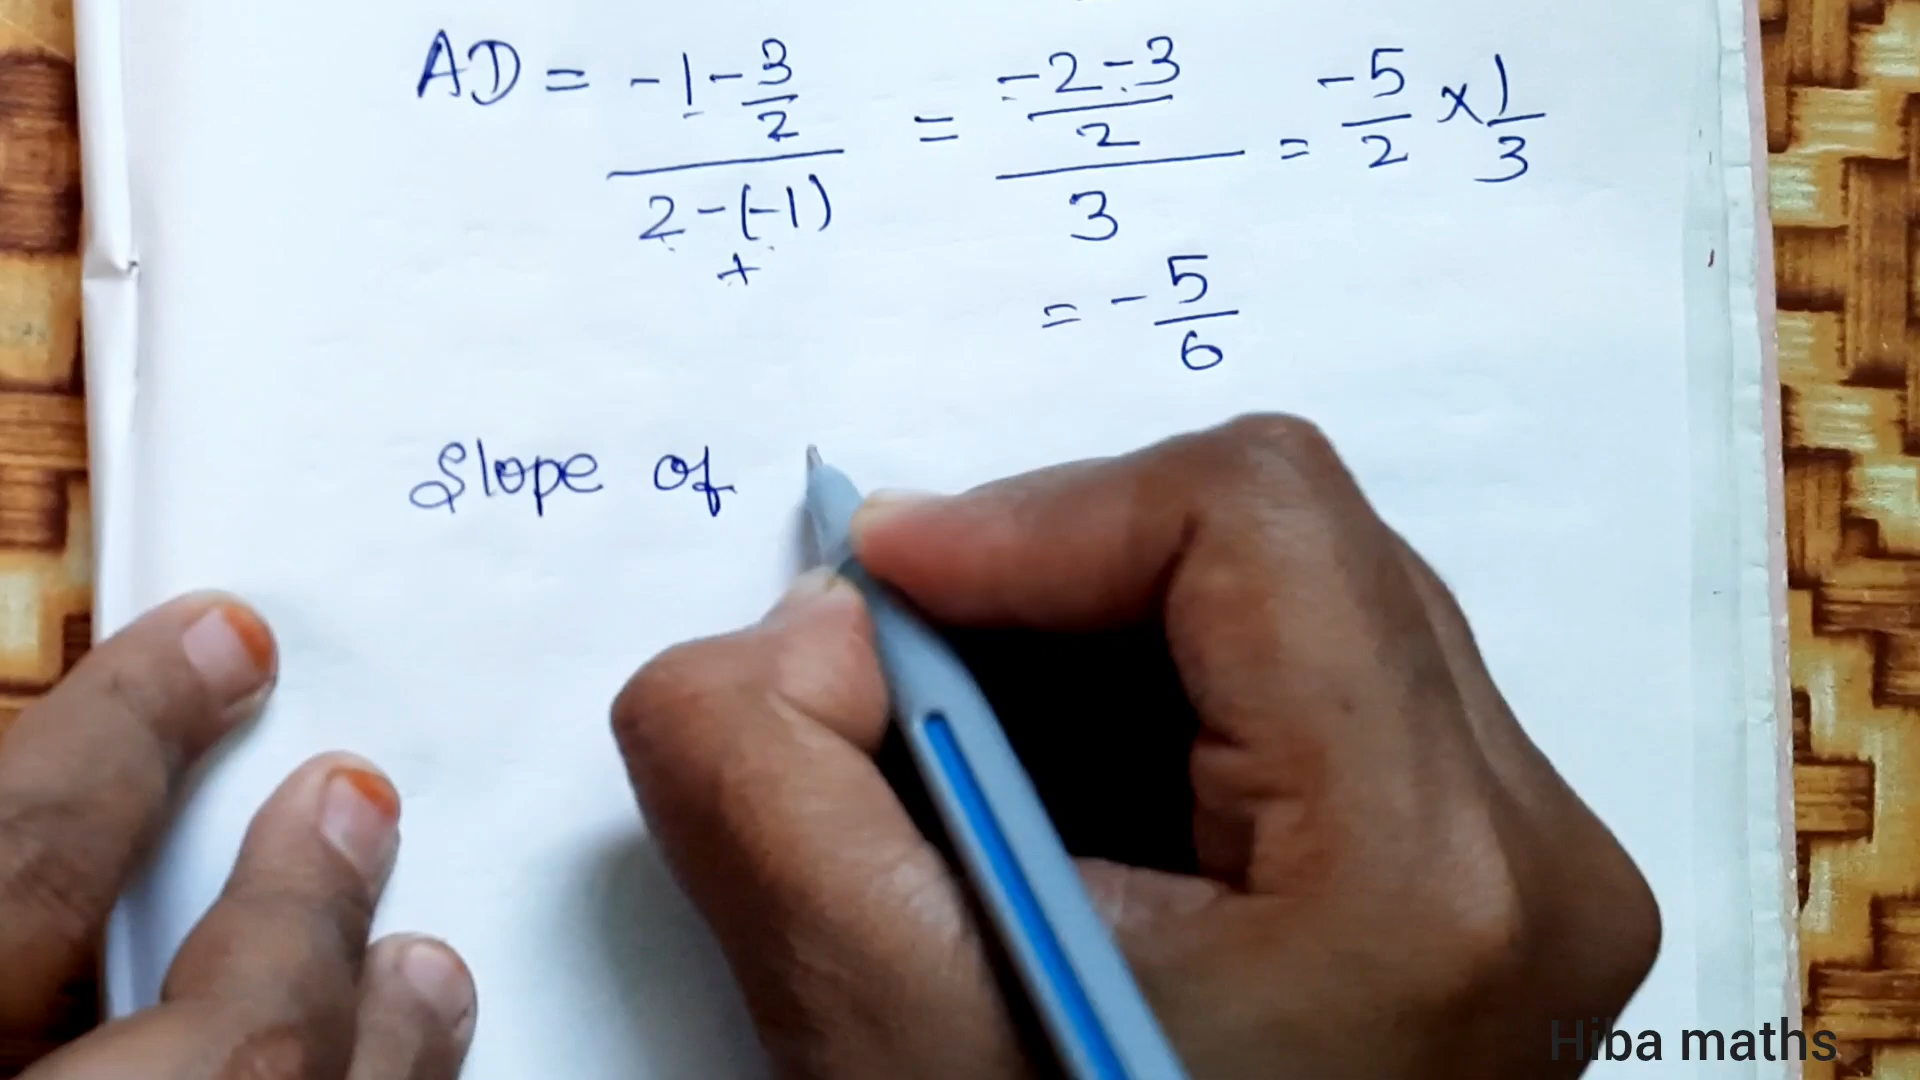 AD = (-1 - 3/2)/(2 - (-1)) = ((-2 - 3)/2)/3 = -5/2 × 1/3
+
= -5/6
Slope of
Hiba maths